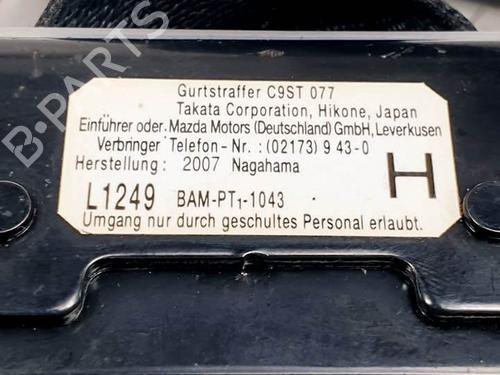 Gurtstraffer C9ST 077
Takata Corporation, Hikone, Japan
Einführer oder Mazda Motors (Deutschland) GmbH, Leverkusen
Verbringer Telefon-Nr. : (02173) 9 43-0
Herstellung : 2007 Nagahama
H
L1249 BAM-PT₁-1043
Umgang nur durch geschultes Personal erlaubt.
B-PARTS